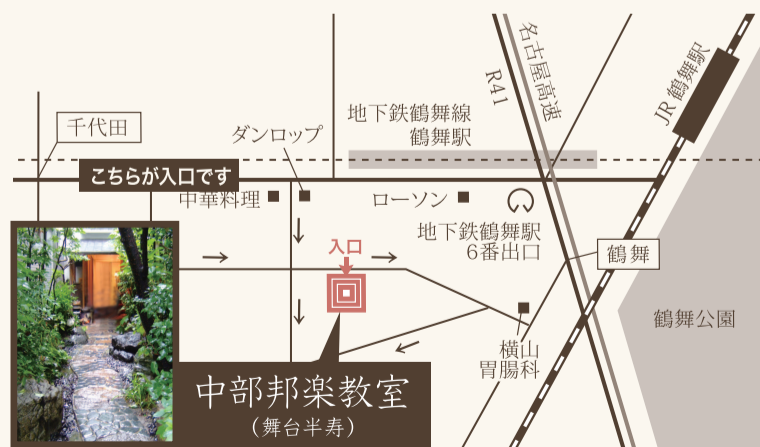 名古屋高速
R41
JR 鶴舞駅
地下鉄鶴舞線
鶴舞駅
千代田
ダンロップ
こちらが入口です
中華料理
ローソン
地下鉄鶴舞駅
6番出口
入口
鶴舞
鶴舞公園
横山
胃腸科
中部邦楽教室
(舞台半寿)